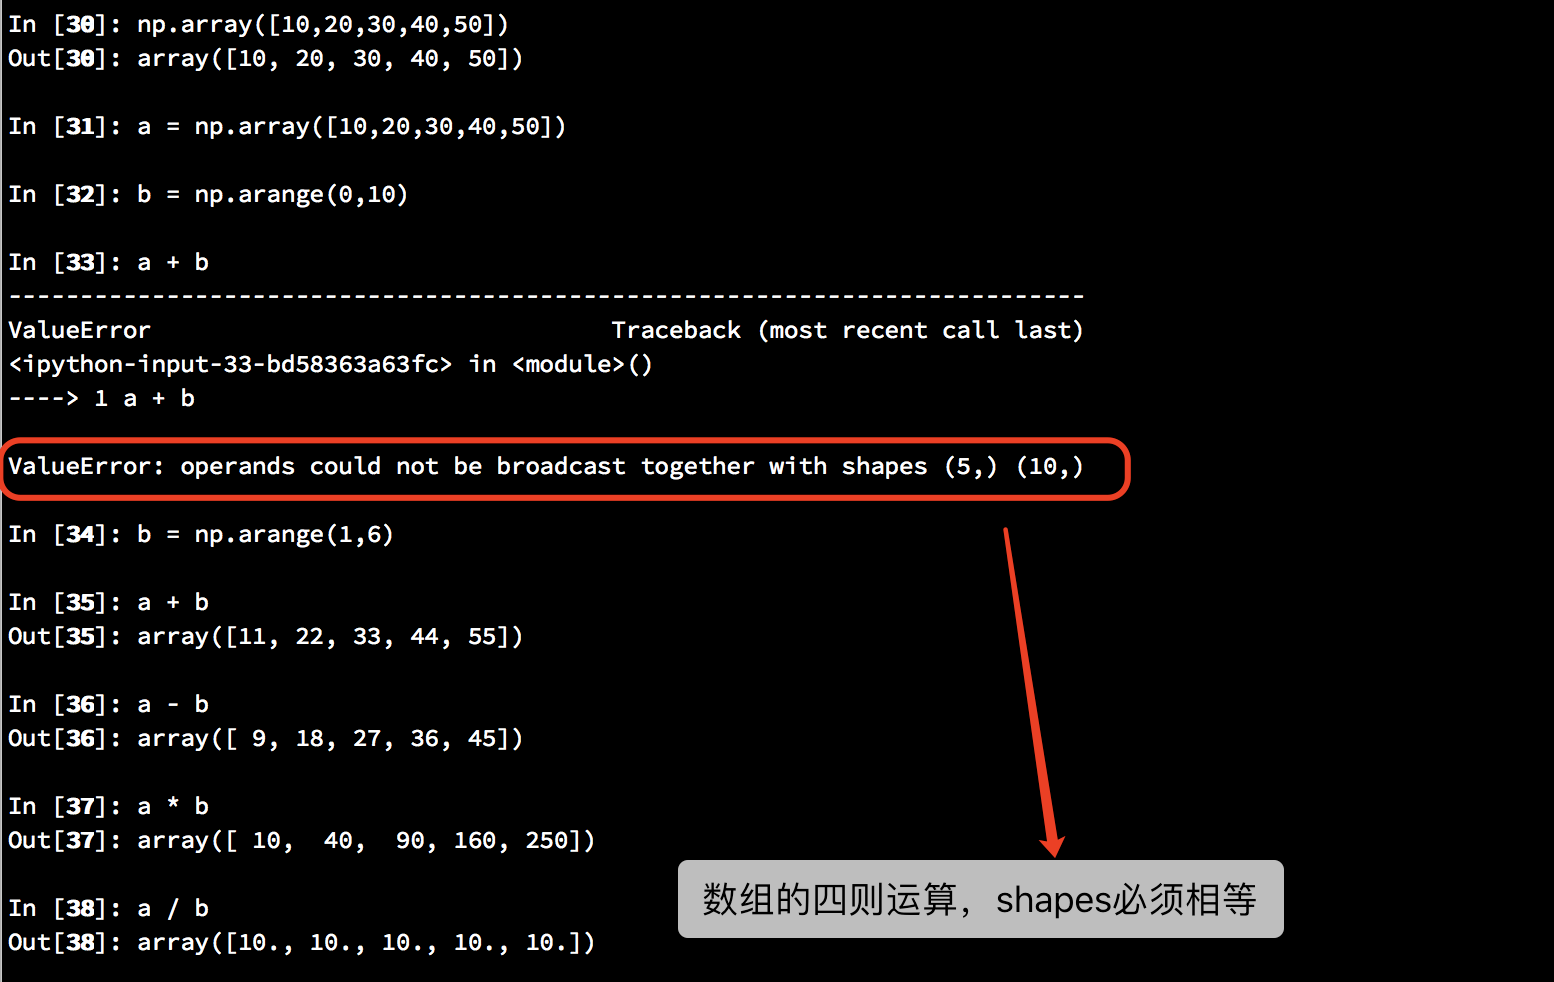 In [30]: np.array([10,20,30,40,50])
Out[30]: array([10, 20, 30, 40, 50])
In [31]: a = np.array([10,20,30,40,50])
In [32]: b = np.arange(0,10)
In [33]: a + b
---------------------------------------------------------------------------
ValueError                                Traceback (most recent call last)
<ipython-input-33-bd58363a63fc> in <module>()
----> 1 a + b
ValueError: operands could not be broadcast together with shapes (5,) (10,)
In [34]: b = np.arange(1,6)
In [35]: a + b
Out[35]: array([11, 22, 33, 44, 55])
In [36]: a - b
Out[36]: array([ 9, 18, 27, 36, 45])
In [37]: a * b
Out[37]: array([ 10,  40,  90, 160, 250])
数组的四则运算，shapes必须相等
In [38]: a / b
Out[38]: array([10., 10., 10., 10., 10.])